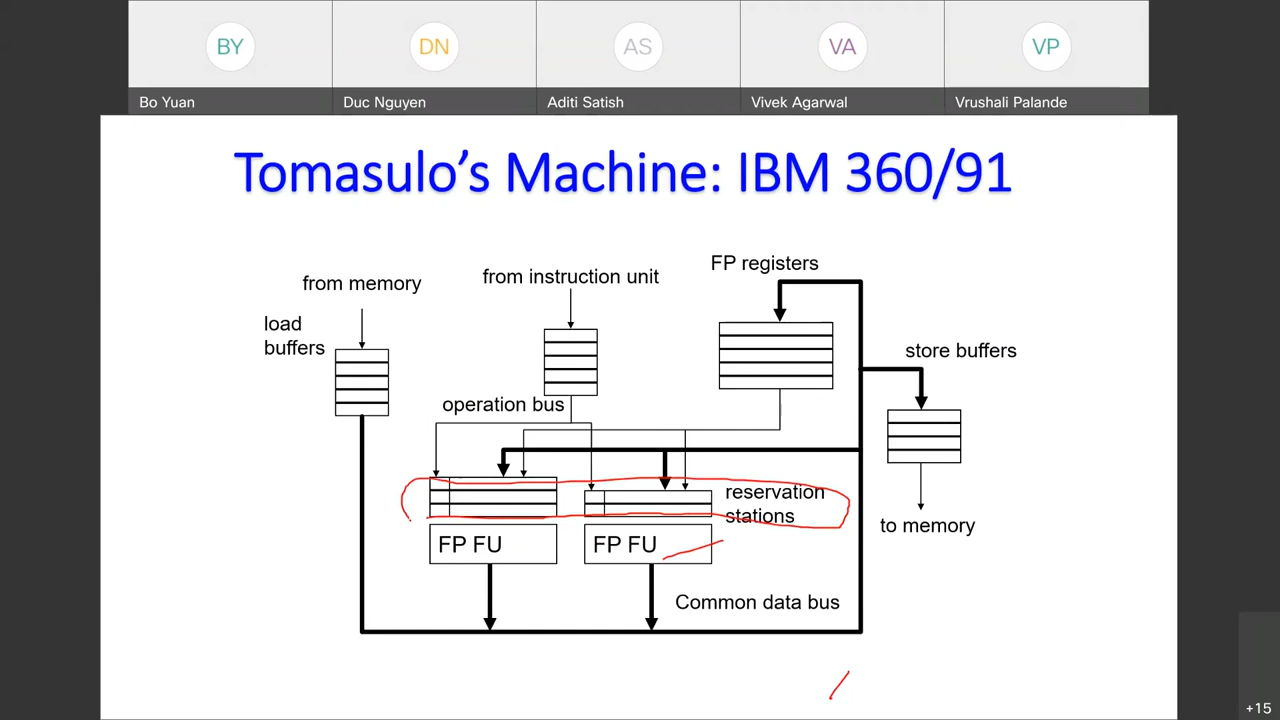 BY
DN
AS
VA
VP
Bo Yuan
Duc Nguyen
Aditi Satish
Vivek Agarwal
Vrushali Palande
Tomasulo's Machine: IBM 360/91
from memory
from instruction unit
FP registers
load
buffers
store buffers
operation bus
reservation
stations
to memory
FP FU
FP FU
Common data bus
+15